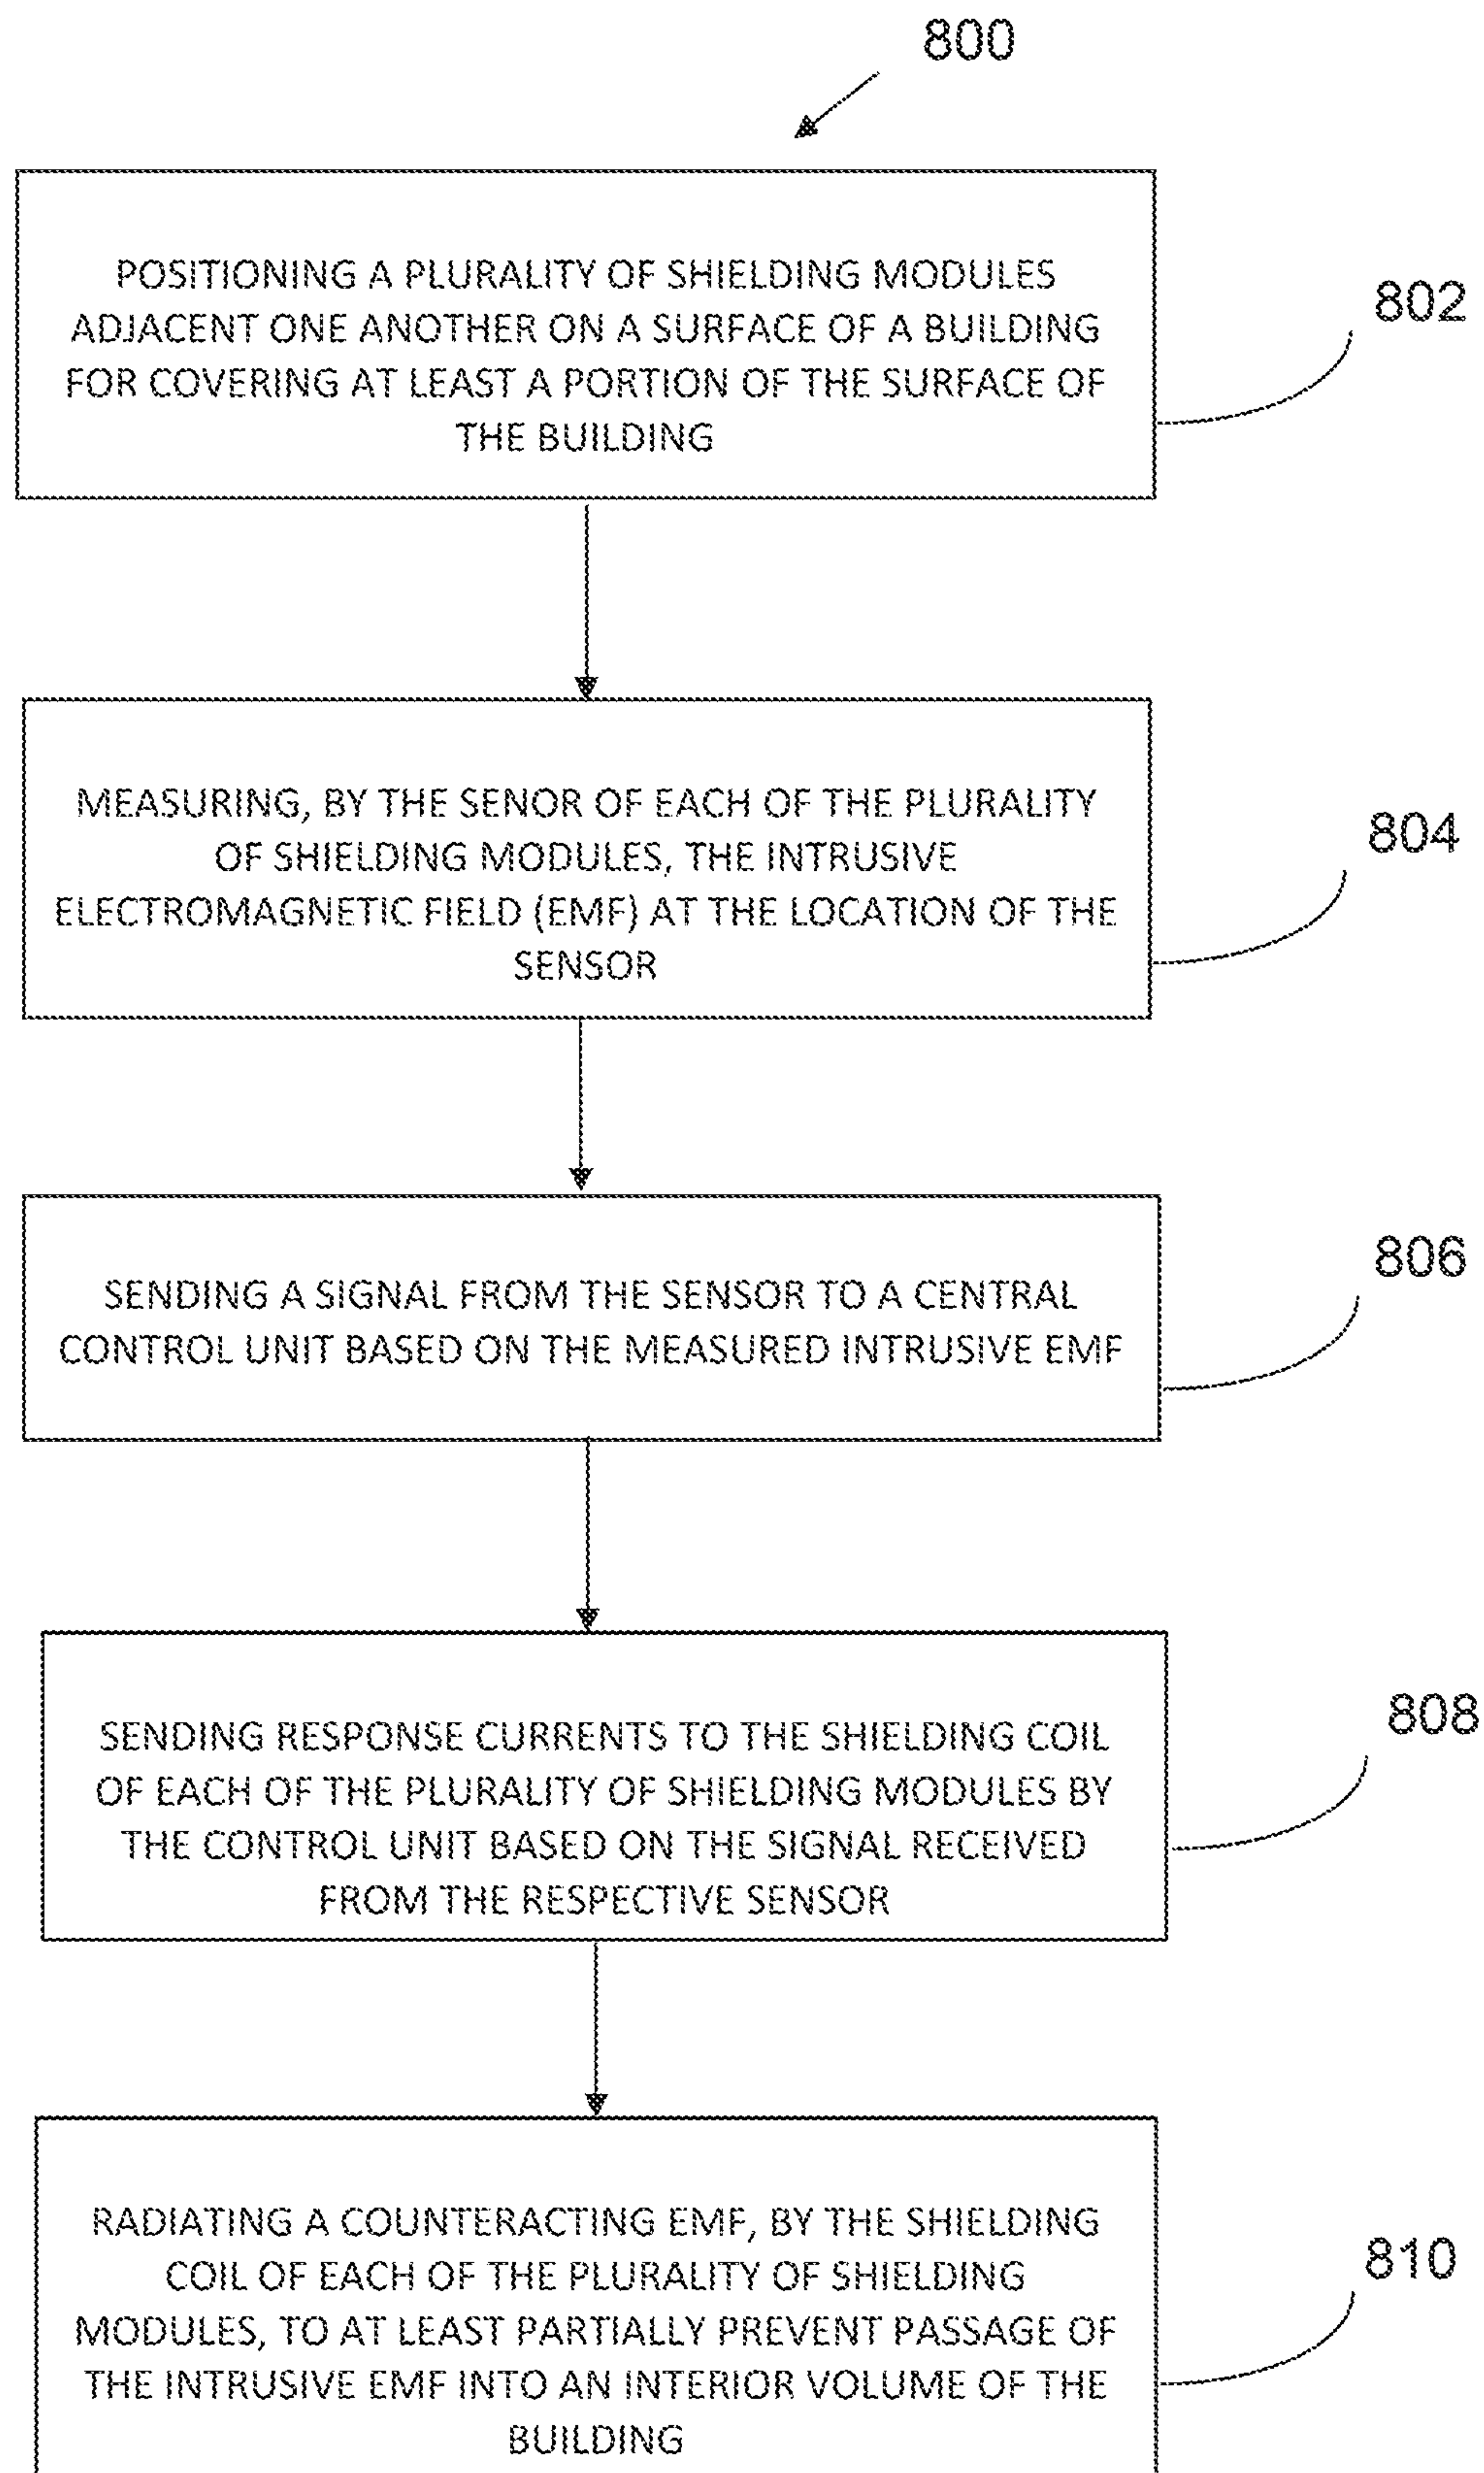 800
POSITIONING A PLURALITY OF SHIELDING MODULES
ADJACENT ONE ANOTHER ON A SURFACE OF A BUILDING
FOR COVERING AT LEAST A PORTION OF THE SURFACE OF
THE BUILDING
802
MEASURING, BY THE SENOR OF EACH OF THE PLURALITY
OF SHIELDING MODULES, THE INTRUSIVE
ELECTROMAGNETIC FIELD (EMF) AT THE LOCATION OF THE
SENSOR
804
SENDING A SIGNAL FROM THE SENSOR TO A CENTRAL
CONTROL UNIT BASED ON THE MEASURED INTRUSIVE EMF
806
SENDING RESPONSE CURRENTS TO THE SHIELDING COIL
OF EACH OF THE PLURALITY OF SHIELDING MODULES BY
THE CONTROL UNIT BASED ON THE SIGNAL RECEIVED
FROM THE RESPECTIVE SENSOR
808
RADIATING A COUNTERACTING EMF, BY THE SHIELDING
COIL OF EACH OF THE PLURALITY OF SHIELDING
MODULES, TO AT LEAST PARTIALLY PREVENT PASSAGE OF
THE INTRUSIVE EMF INTO AN INTERIOR VOLUME OF THE
BUILDING
810